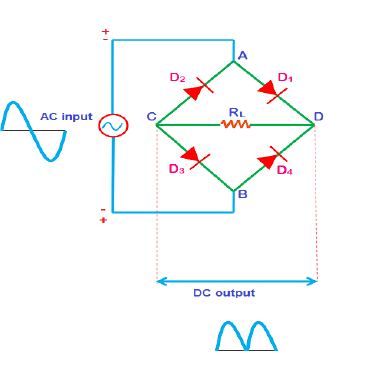 +
-
A
D₂
D₁
AC input
C
RL
D
D₃
D₄
B
-
+
DC output